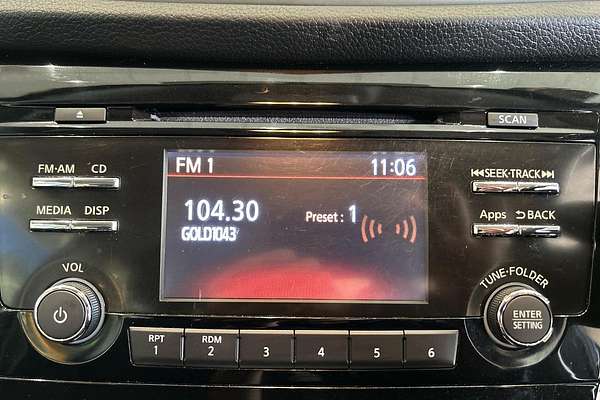 SCAN
FM 1 11:06
FM·AM CD
⏮SEEK·TRACK⏭
104.30
Preset : 1
GOLD1043
MEDIA DISP
Apps ⮌BACK
VOL
TUNE·FOLDER
ENTER
SETTING
RPT
1
RDM
2
3
4
5
6